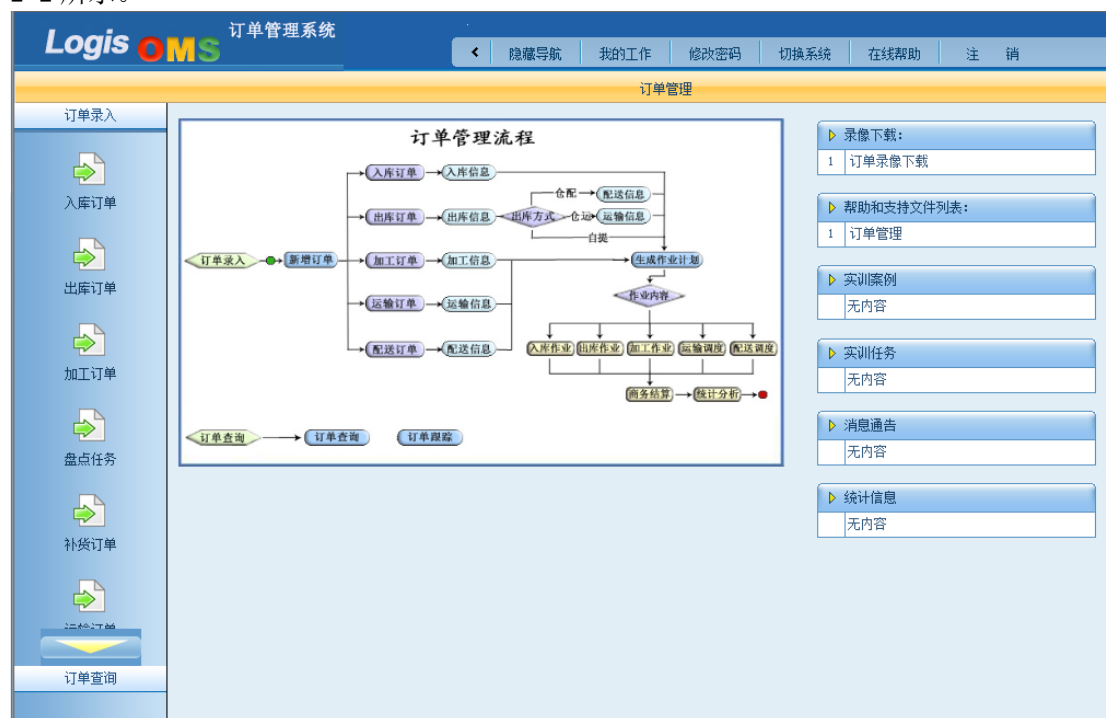 订单管理系统
Logis OMS
隐藏导航 我的工作 修改密码 切换系统 在线帮助 注 销
订单管理
订单录入
入库订单
出库订单
加工订单
盘点任务
补货订单
运输订单
订单查询
订单管理流程
入库订单 入库信息
仓配 配送信息
出库订单 出库信息 出库方式 仓运 运输信息
自提
订单录入 新增订单 加工订单 加工信息 生成作业计划
作业内容
运输订单 运输信息
配送订单 配送信息 入库作业 出库作业 加工作业 运输调度 配送调度
商务结算 统计分析
订单查询 订单查询 订单跟踪
录像下载:
1 订单录像下载
帮助和支持文件列表:
1 订单管理
实训案例
无内容
实训任务
无内容
消息通告
无内容
统计信息
无内容